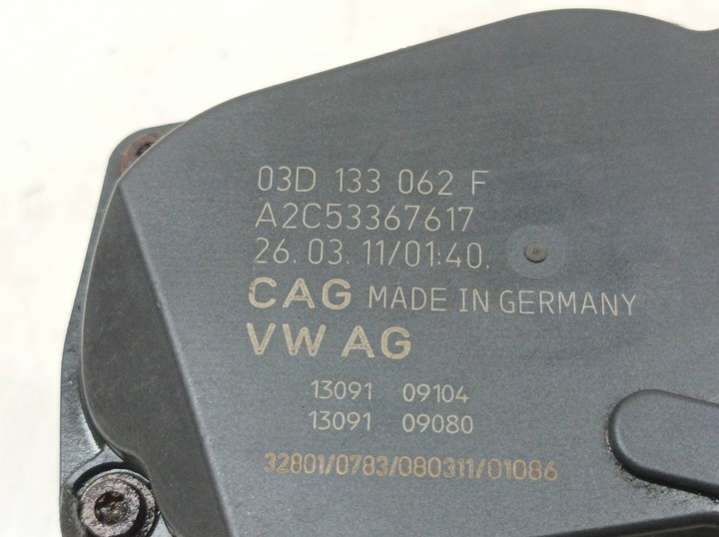 03D 133 062 F
A2C53367617
26.03.11/01:40.
CAG MADE IN GERMANY
VW AG
13091 09104
13091 09080
32801/0783/080311/01086